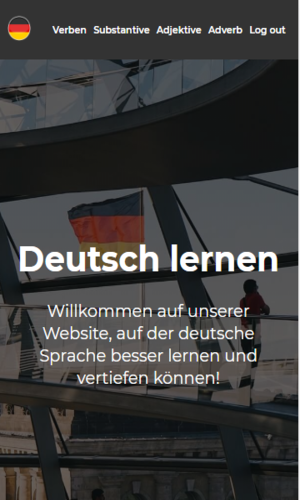 Verben Substantive Adjektive Adverb Log out
Deutsch lernen
Willkommen auf unserer
Website, auf der deutsche
Sprache besser lernen und
vertiefen können!